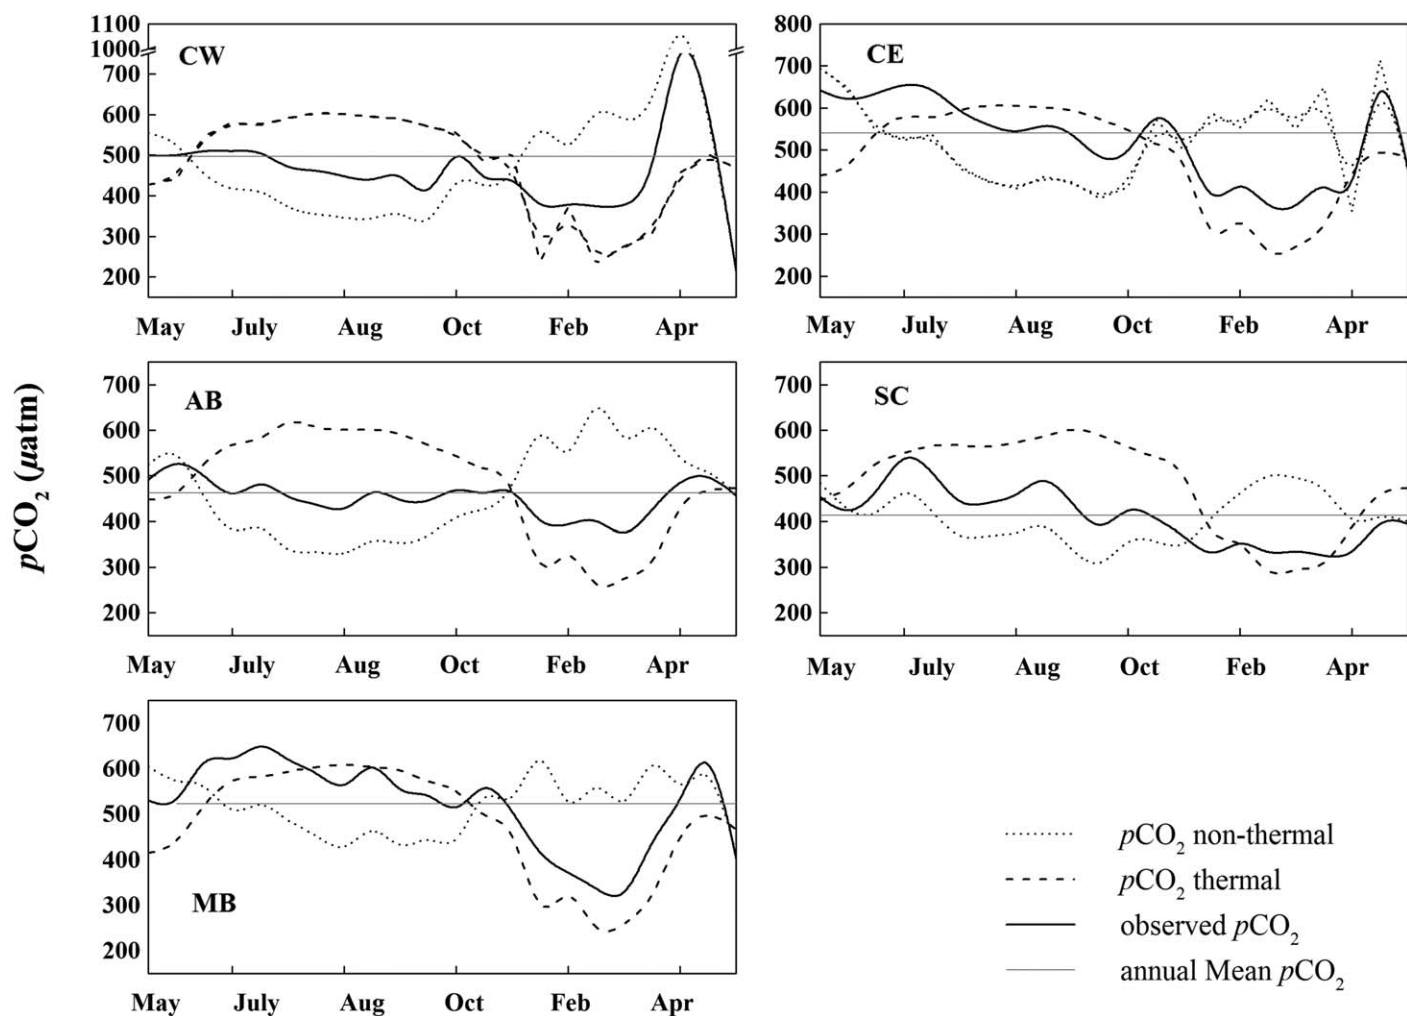 pCO₂ (μatm)
CW
1100
1000
700
600
500
400
300
200
May July Aug Oct Feb Apr
CE
800
700
600
500
400
300
200
May July Aug Oct Feb Apr
AB
700
600
500
400
300
200
May July Aug Oct Feb Apr
SC
700
600
500
400
300
200
May July Aug Oct Feb Apr
MB
700
600
500
400
300
200
May July Aug Oct Feb Apr
pCO₂ non-thermal
pCO₂ thermal
observed pCO₂
annual Mean pCO₂